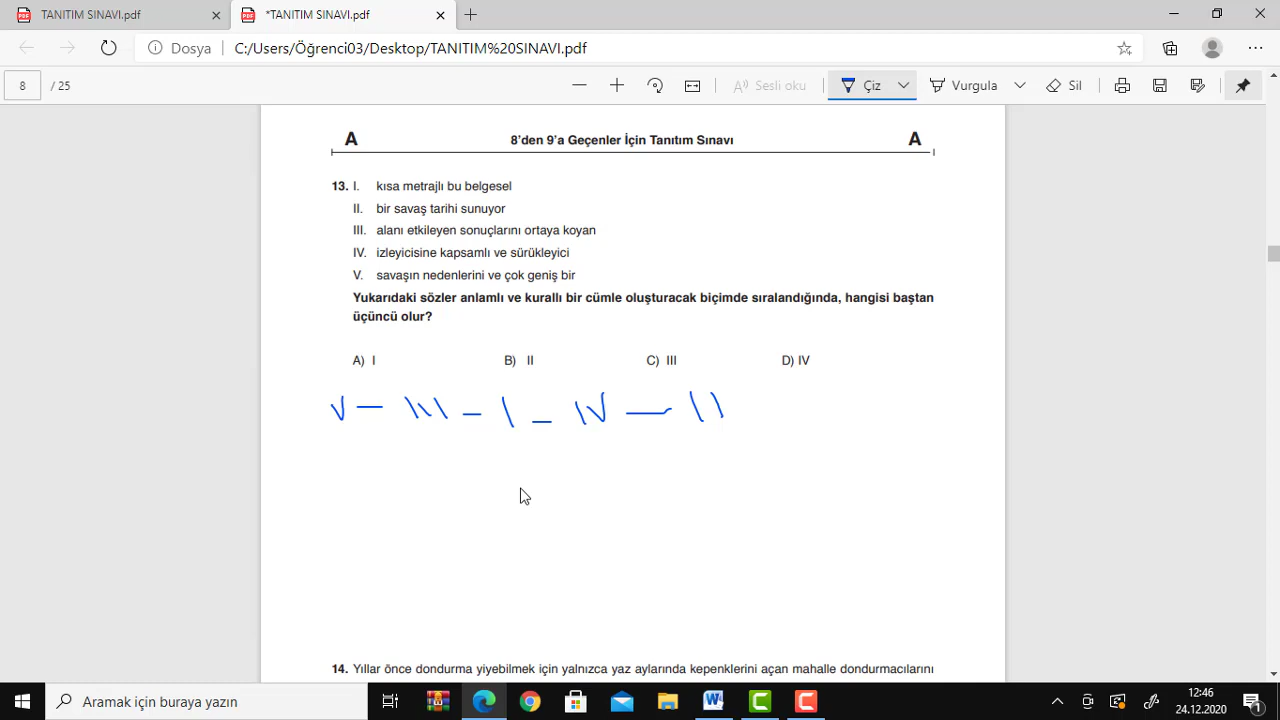 TANITIM SINAVI.pdf
*TANITIM SINAVI.pdf
Dosya
C:/Users/Öğrenci03/Desktop/TANITIM%20SINAVI.pdf
8 / 25
Sesli oku
Çiz
Vurgula
Sil
A 8'den 9'a Geçenler İçin Tanıtım Sınavı A
13. I. kısa metrajlı bu belgesel
II. bir savaş tarihi sunuyor
III. alanı etkileyen sonuçlarını ortaya koyan
IV. izleyicisine kapsamlı ve sürükleyici
V. savaşın nedenlerini ve çok geniş bir
Yukarıdaki sözler anlamlı ve kurallı bir cümle oluşturacak biçimde sıralandığında, hangisi baştan
üçüncü olur?
A) I B) II C) III D) IV
V – III – I – IV – II
14. Yıllar önce dondurma yiyebilmek için yalnızca yaz aylarında kepenklerini açan mahalle dondurmacılarını
Aramak için buraya yazın
12:46
24.12.2020
1